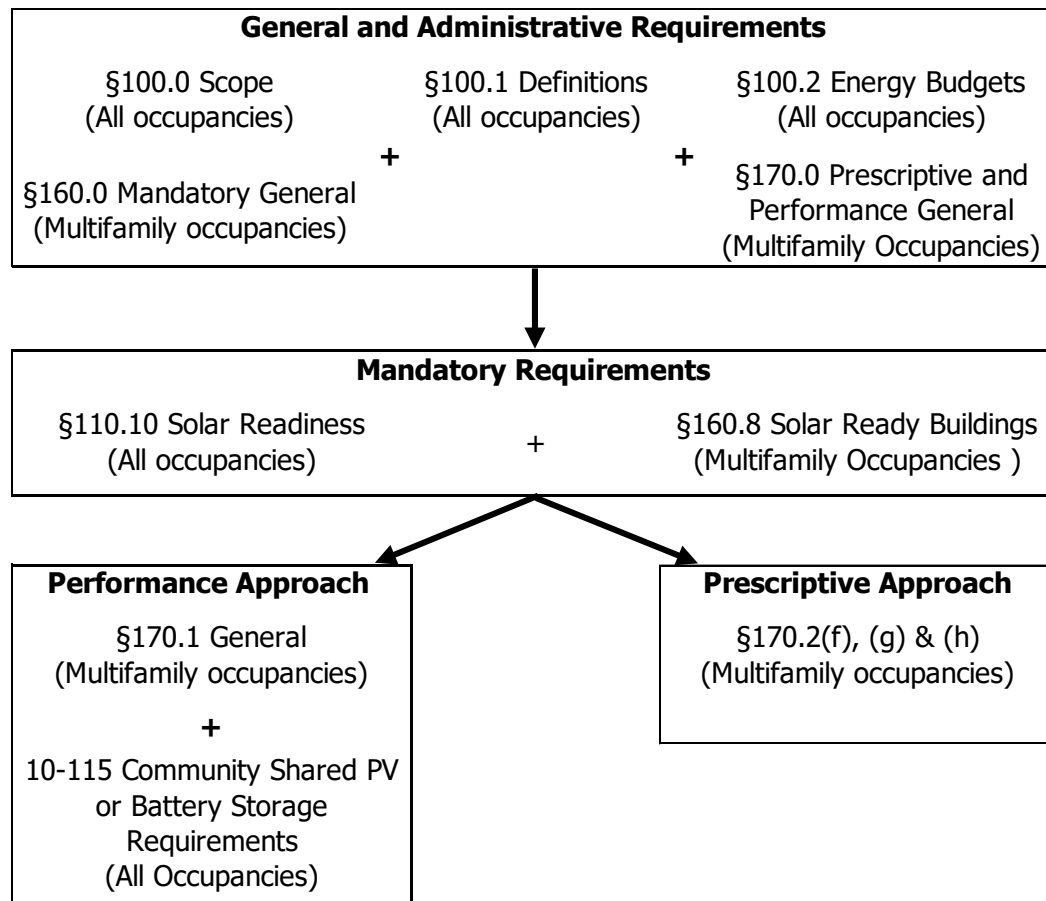 General and Administrative Requirements
§100.0 Scope
(All occupancies)
§100.1 Definitions
(All occupancies)
§100.2 Energy Budgets
(All occupancies)
+
+
§160.0 Mandatory General
(Multifamily occupancies)
§170.0 Prescriptive and
Performance General
(Multifamily Occupancies)
Mandatory Requirements
§110.10 Solar Readiness
(All occupancies)
+
§160.8 Solar Ready Buildings
(Multifamily Occupancies )
Performance Approach
§170.1 General
(Multifamily occupancies)
+
10-115 Community Shared PV
or Battery Storage
Requirements
(All Occupancies)
Prescriptive Approach
§170.2(f), (g) & (h)
(Multifamily occupancies)